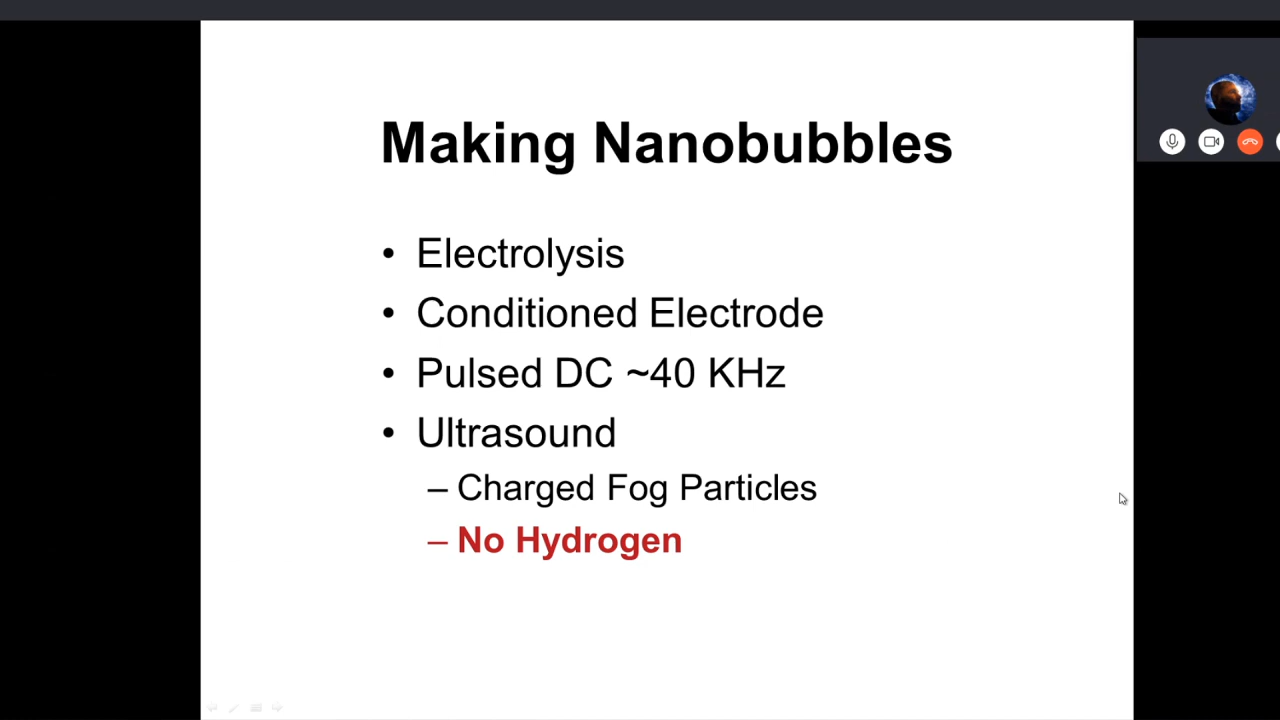 Making Nanobubbles
• Electrolysis
• Conditioned Electrode
• Pulsed DC ~40 KHz
• Ultrasound
– Charged Fog Particles
– No Hydrogen